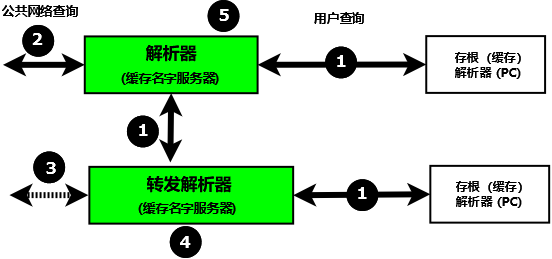 公共网络查询
5
用户查询
2
解析器
(缓存名字服务器)
1
存根（缓存）
解析器 (PC)
1
3
转发解析器
(缓存名字服务器)
1
存根（缓存）
解析器 (PC)
4